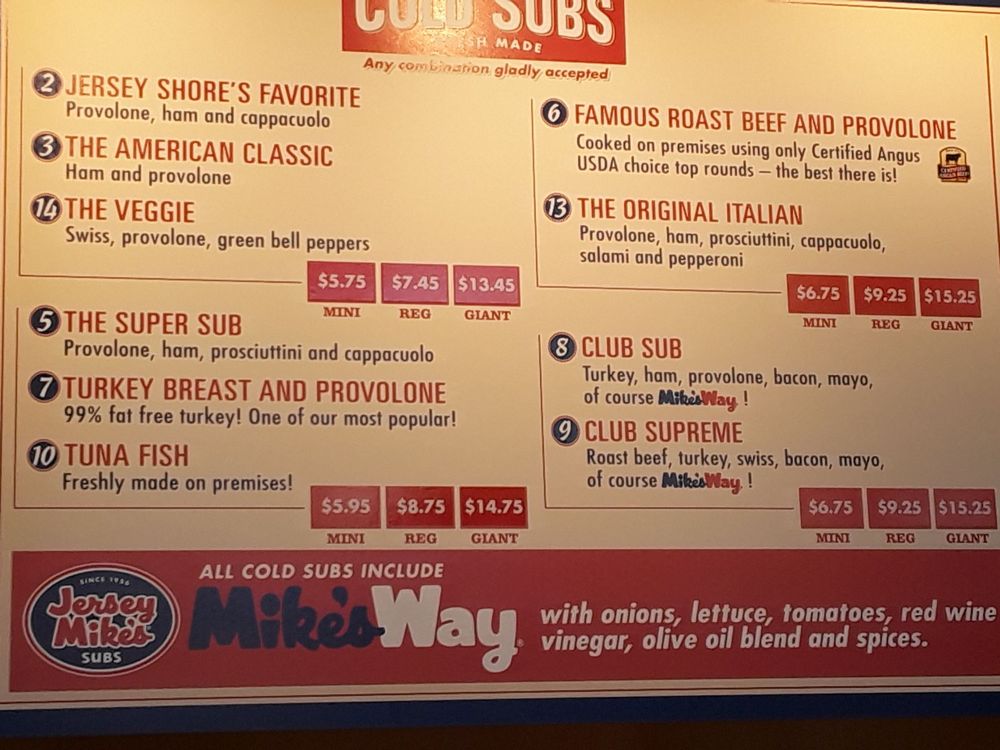 COLD SUBS
MADE
Any combination gladly accepted
2 JERSEY SHORE'S FAVORITE
Provolone, ham and cappacuolo
3 THE AMERICAN CLASSIC
Ham and provolone
14 THE VEGGIE
Swiss, provolone, green bell peppers
$5.75 $7.45 $13.45
MINI REG GIANT
5 THE SUPER SUB
Provolone, ham, prosciuttini and cappacuolo
7 TURKEY BREAST AND PROVOLONE
99% fat free turkey! One of our most popular!
10 TUNA FISH
Freshly made on premises!
$5.95 $8.75 $14.75
MINI REG GIANT
6 FAMOUS ROAST BEEF AND PROVOLONE
Cooked on premises using only Certified Angus
USDA choice top rounds – the best there is!
13 THE ORIGINAL ITALIAN
Provolone, ham, prosciuttini, cappacuolo,
salami and pepperoni
$6.75 $9.25 $15.25
MINI REG GIANT
8 CLUB SUB
Turkey, ham, provolone, bacon, mayo,
of course Mike's Way !
9 CLUB SUPREME
Roast beef, turkey, swiss, bacon, mayo,
of course Mike's Way !
$6.75 $9.25 $15.25
MINI REG GIANT
SINCE 1956
Jersey
Mike's
SUBS
ALL COLD SUBS INCLUDE
Mike's Way®
with onions, lettuce, tomatoes, red wine
vinegar, olive oil blend and spices.